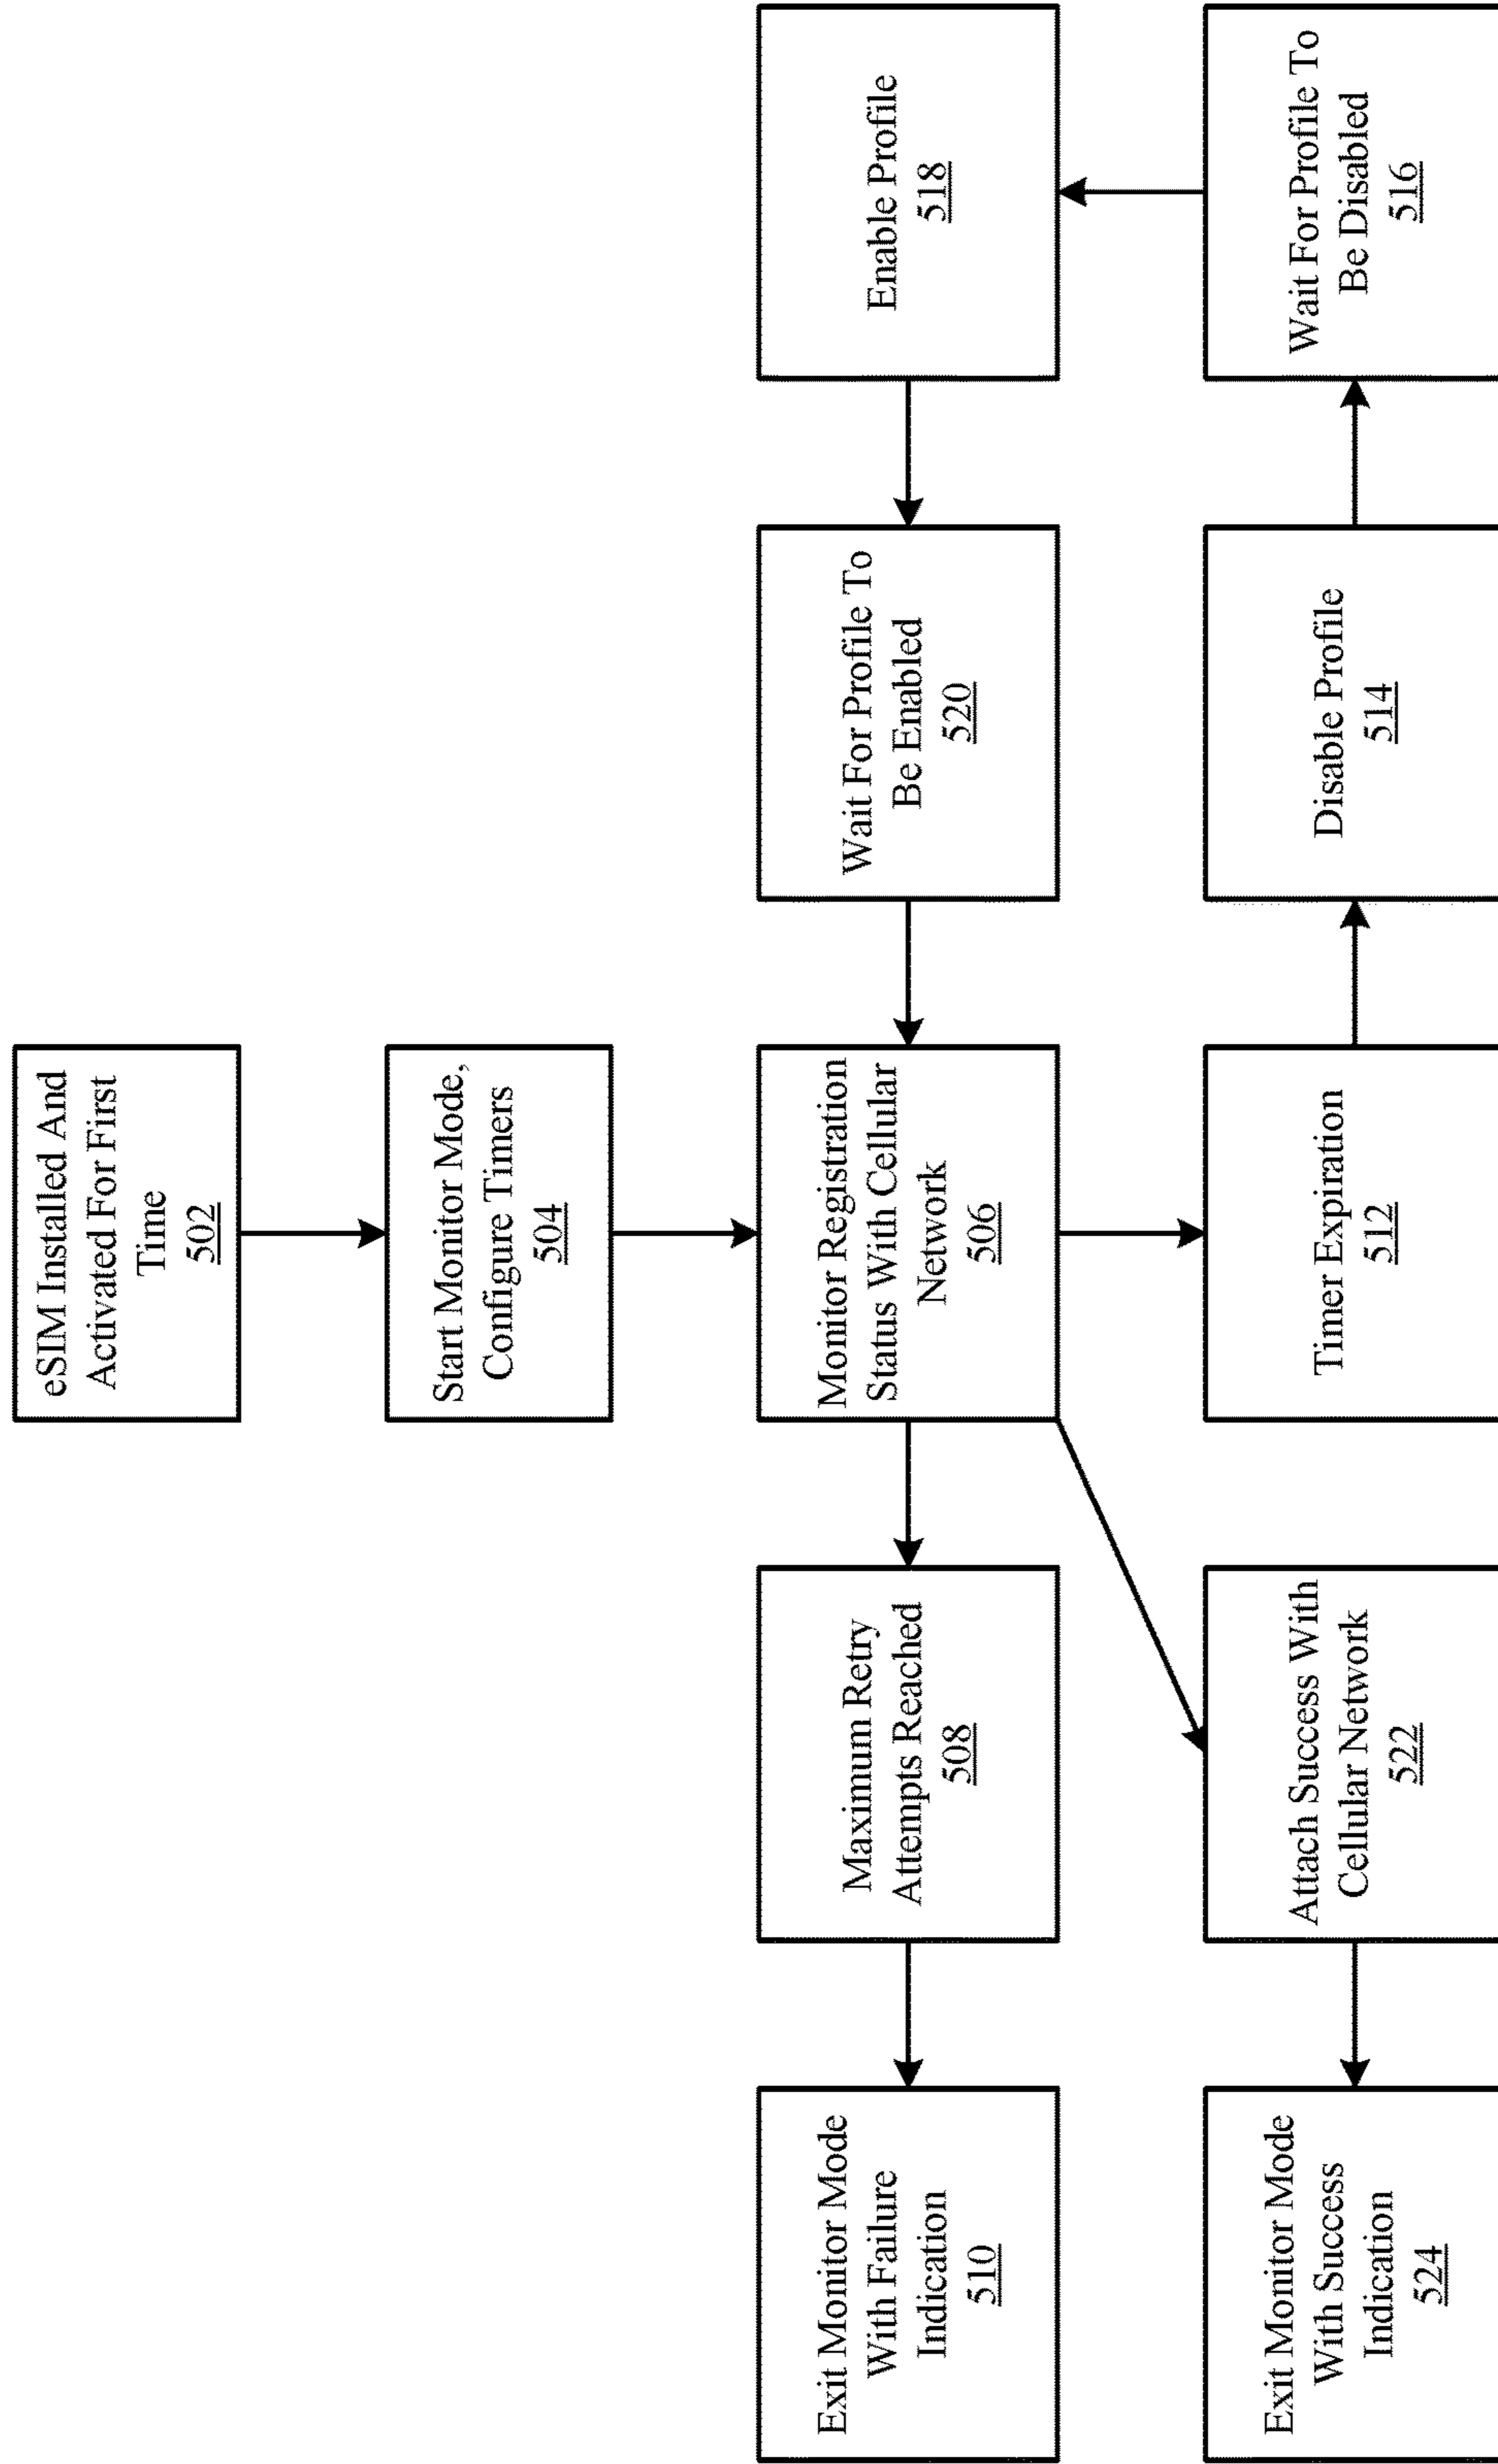 eSIM Installed And
Activated For First
Time
502
Start Monitor Mode,
Configure Timers
504
Exit Monitor Mode
With Failure
Indication
510
Maximum Retry
Attempts Reached
508
Monitor Registration
Status With Cellular
Network
506
Wait For Profile To
Be Enabled
520
Enable Profile
518
Exit Monitor Mode
With Success
Indication
524
Attach Success With
Cellular Network
522
Timer Expiration
512
Disable Profile
514
Wait For Profile To
Be Disabled
516